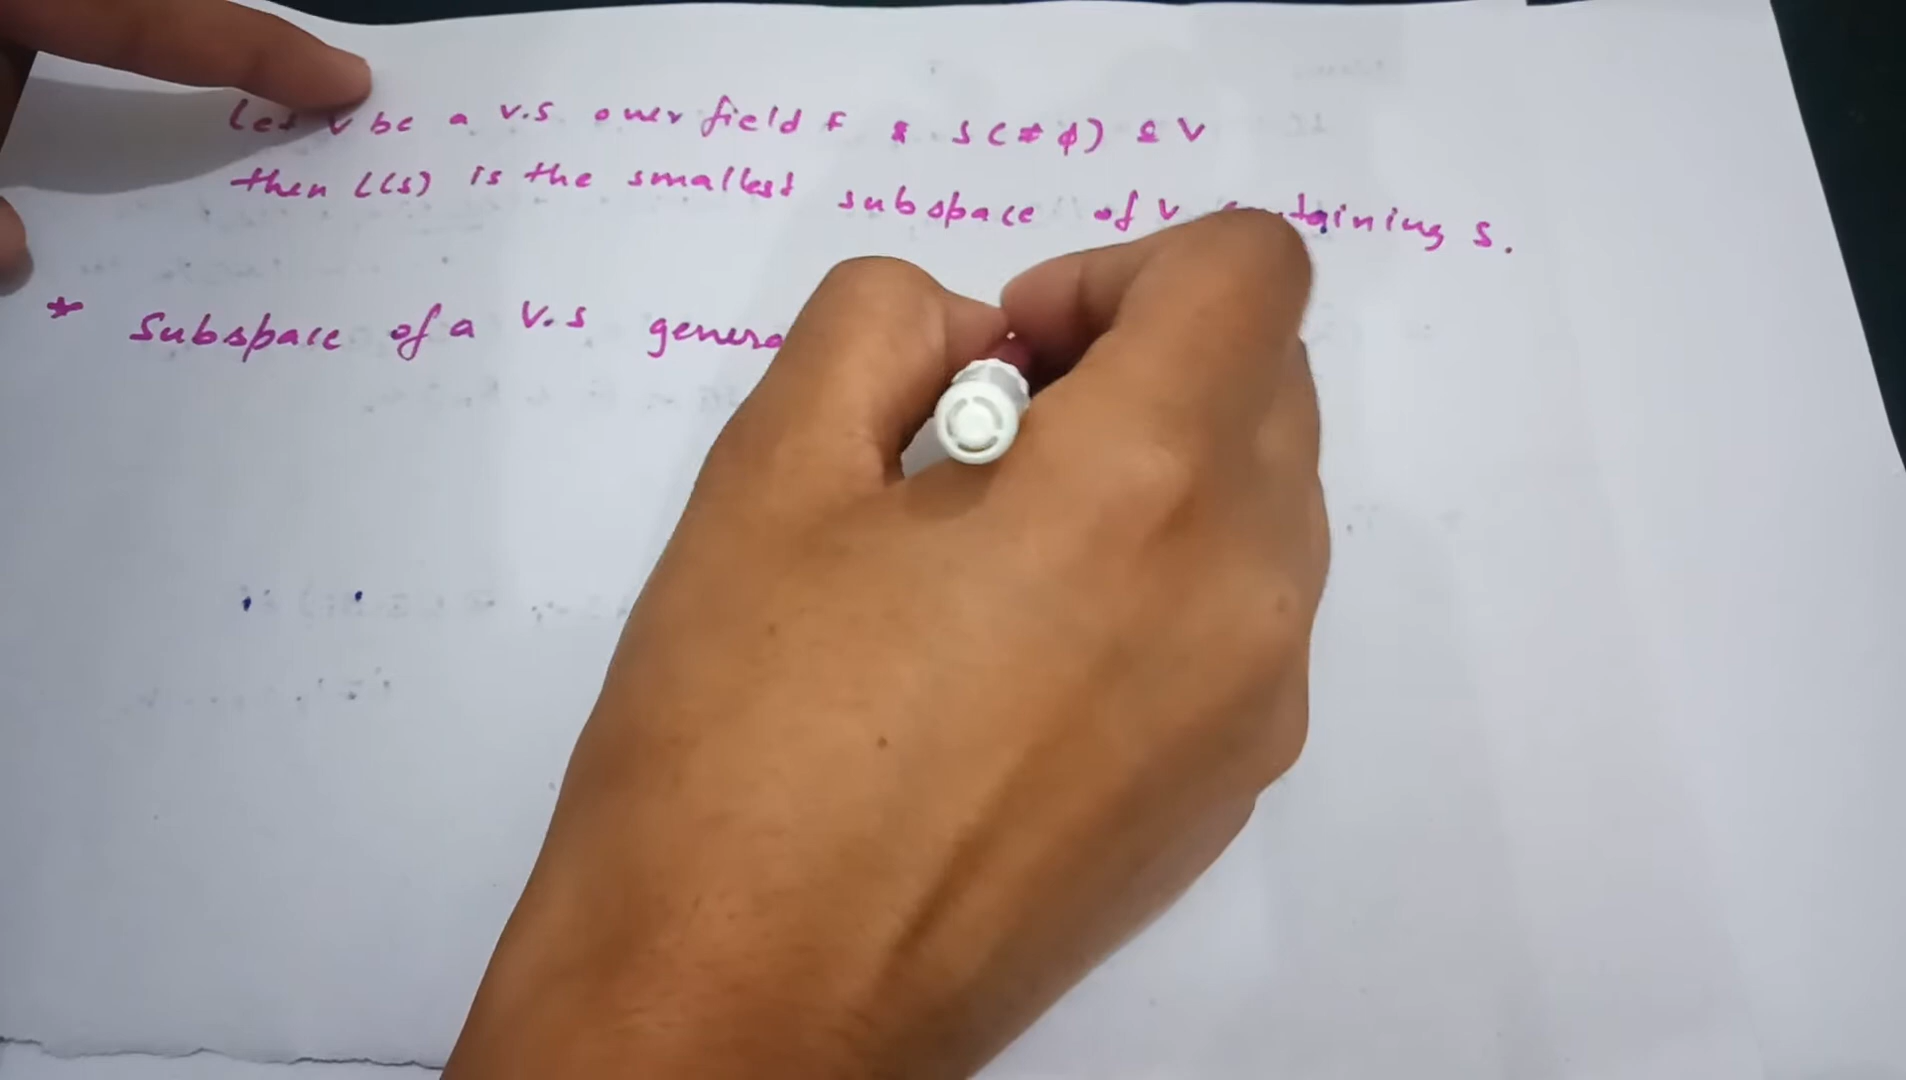 Let V be a V.S over field F & S(≠ϕ) ⊆ V
then L(S) is the smallest subspace of V containing S.
* Subspace of a V.S genera